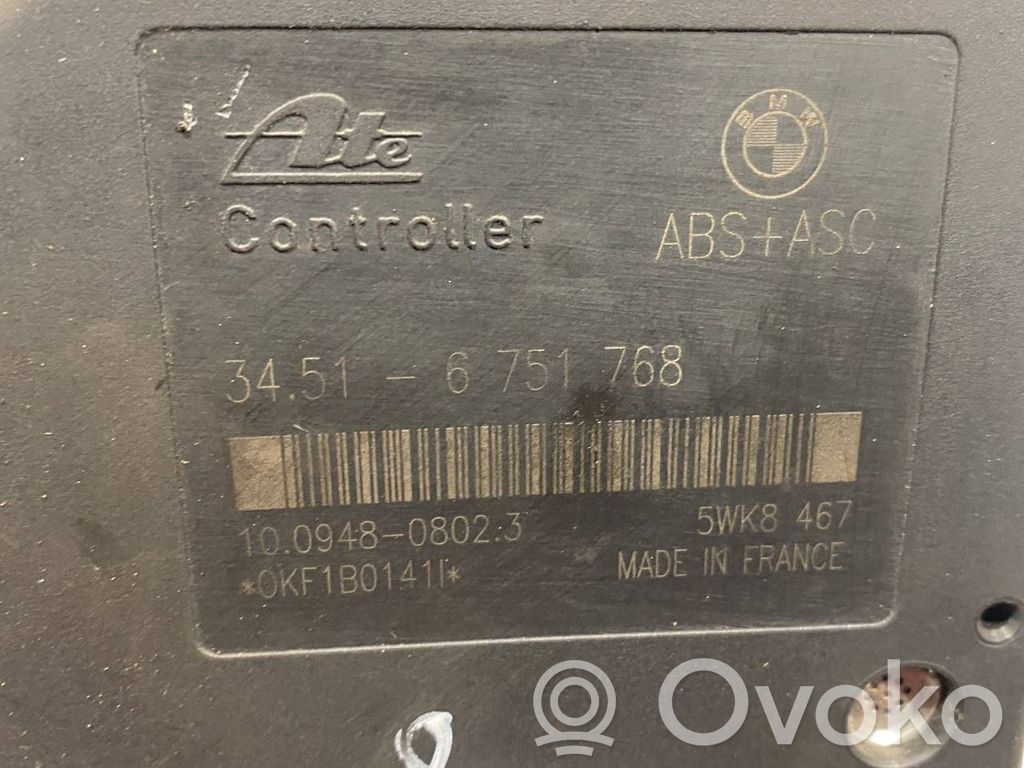 Ate
BMW
Controller
ABS+ASC
34.51 - 6 751 768
10.0948-0802.3
5WK8 467
*0KF1B0141I*
MADE IN FRANCE
Ovoko